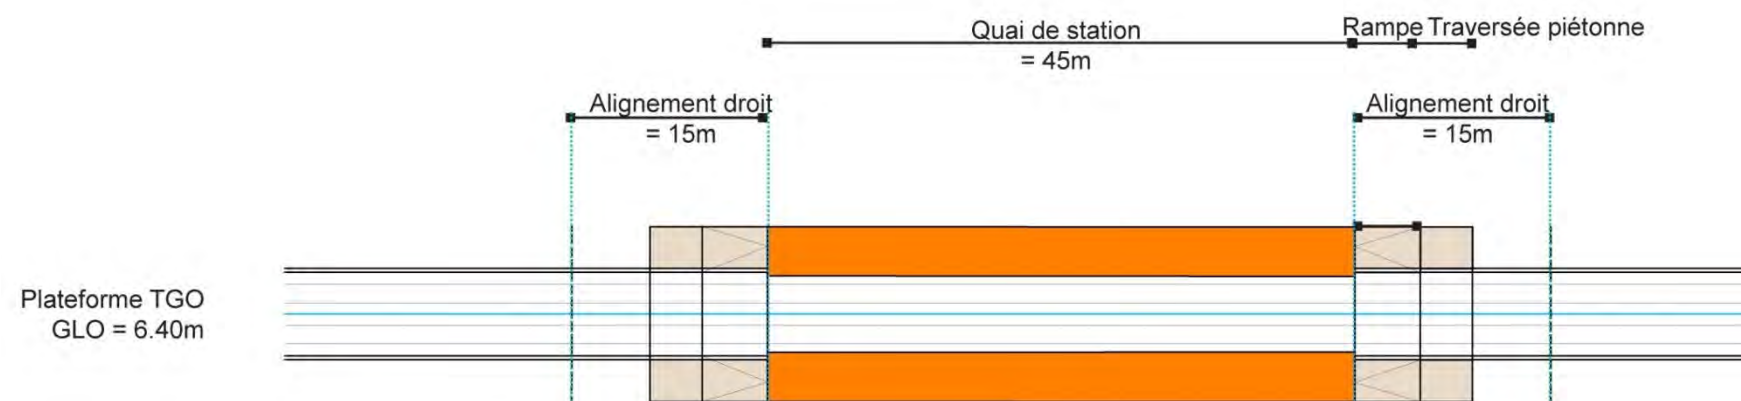 Quai de station
= 45m
Rampe
Traversée piétonne
Alignement droit
= 15m
Alignement droit
= 15m
Plateforme TGO
GLO = 6.40m